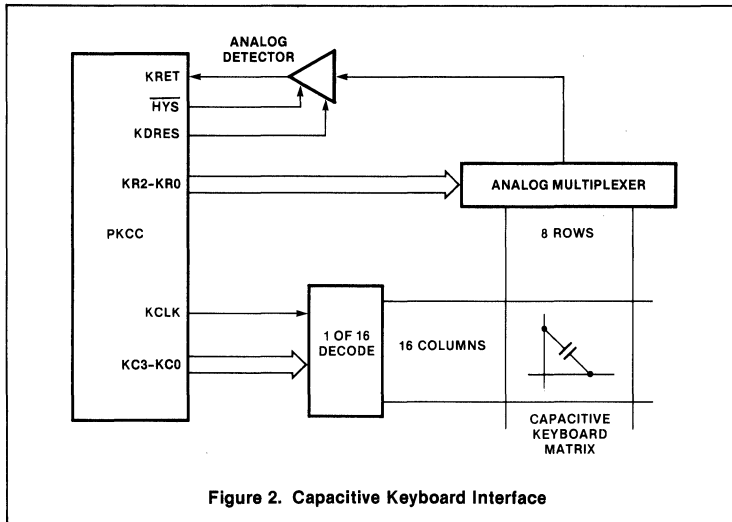 ANALOG
DETECTOR
KRET
HYS
KDRES
KR2-KR0
ANALOG MULTIPLEXER
PKCC
8 ROWS
KCLK
1 OF 16
DECODE
16 COLUMNS
KC3-KC0
CAPACITIVE
KEYBOARD
MATRIX
Figure 2. Capacitive Keyboard Interface